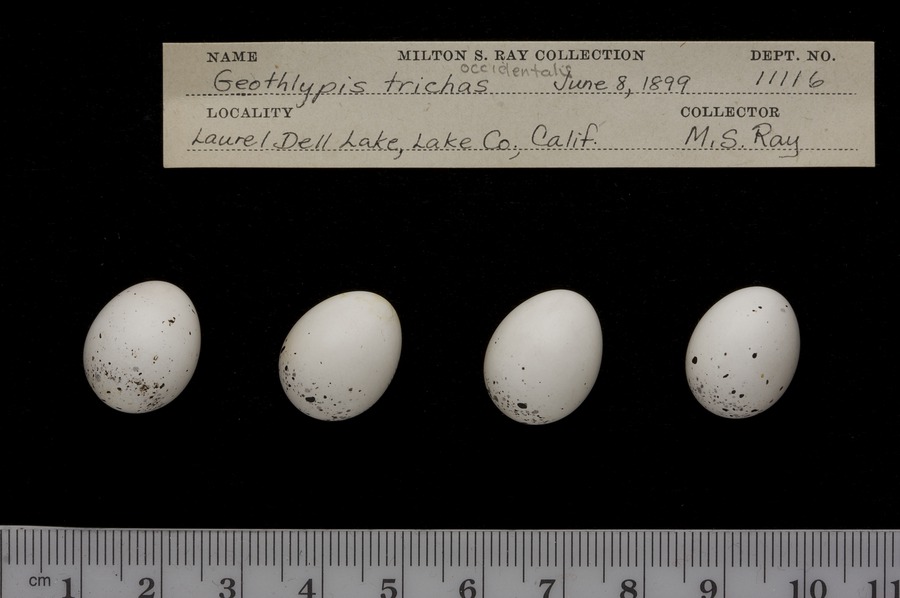 NAME MILTON S. RAY COLLECTION DEPT. NO.
occidentalis
Geothlypis trichas June 8, 1899 11116
LOCALITY COLLECTOR
Laurel Dell Lake, Lake Co., Calif. M. S. Ray
cm 1 2 3 4 5 6 7 8 9 10 11